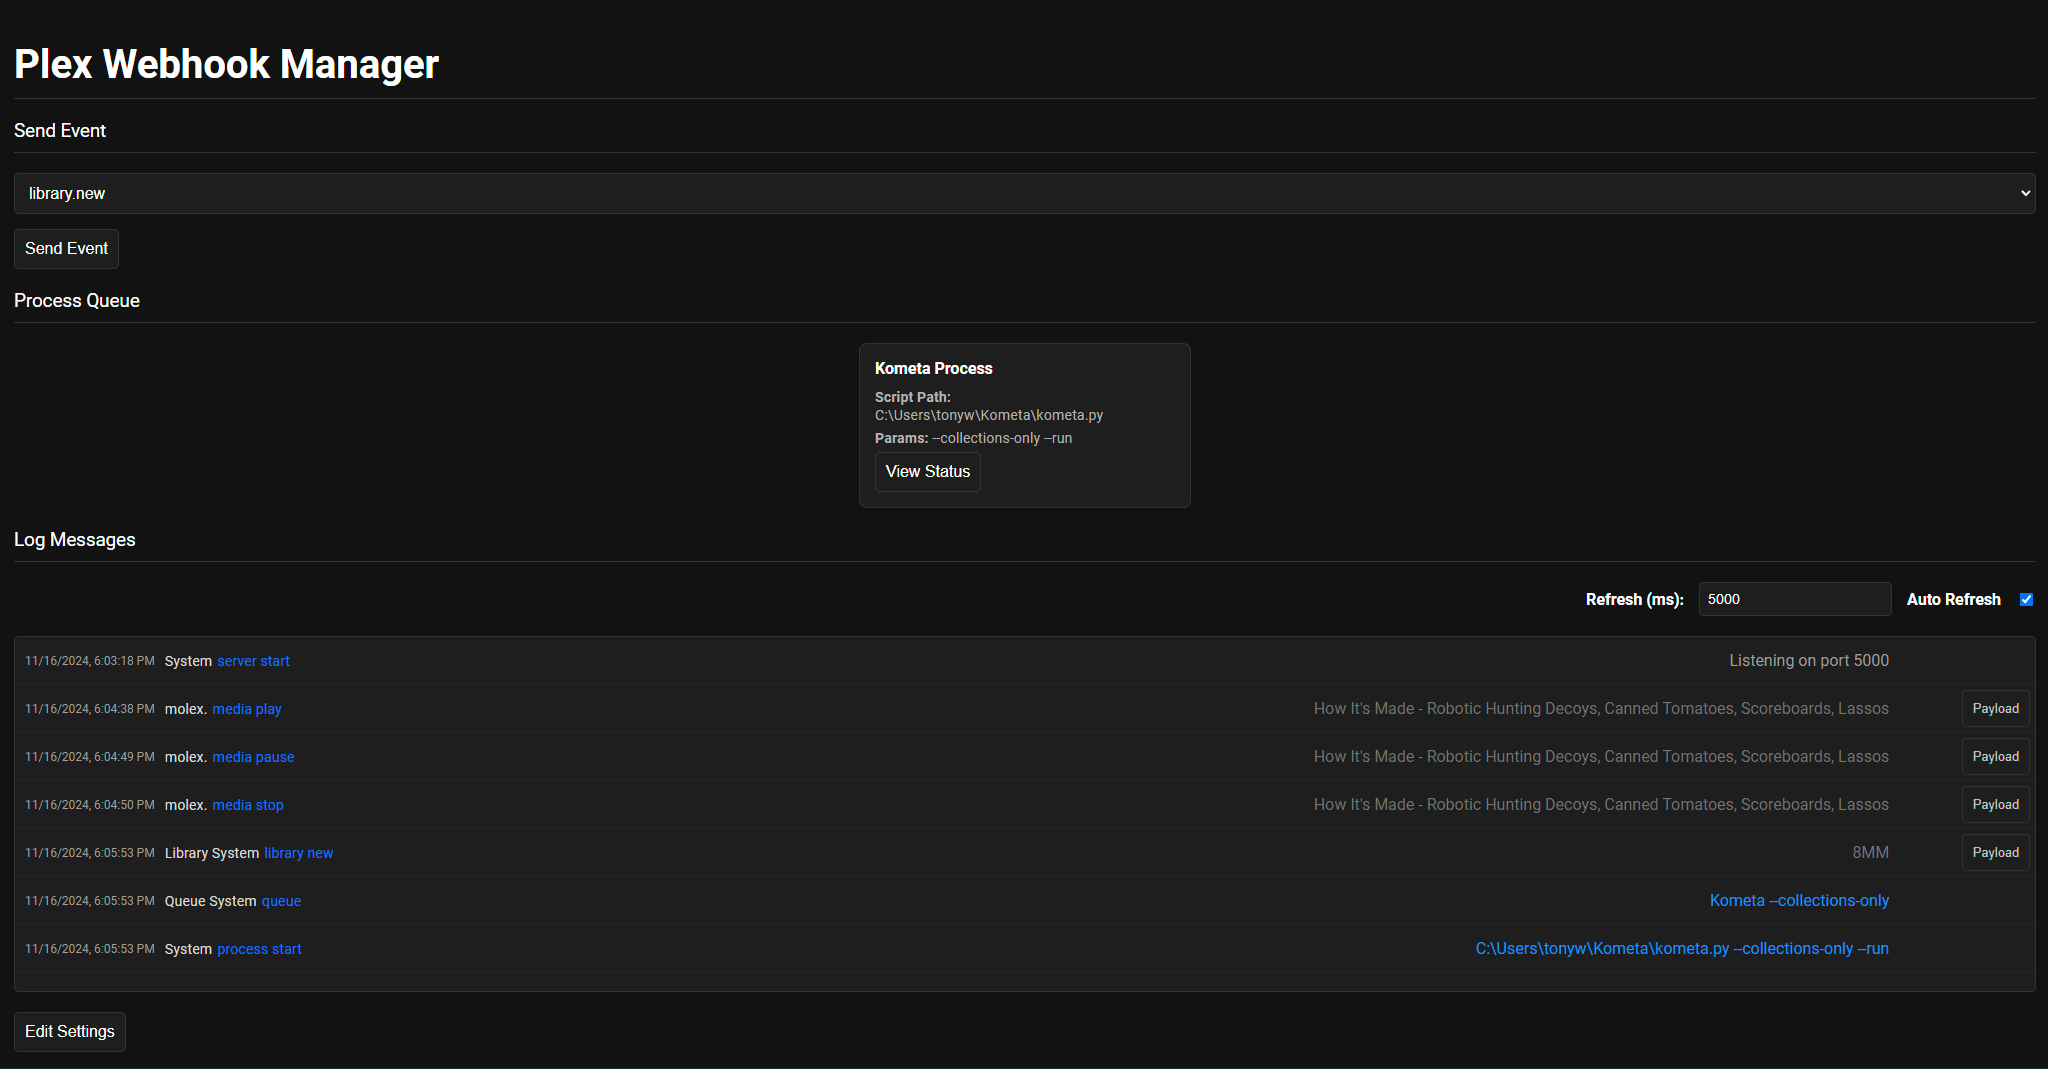 Plex Webhook Manager
Send Event
library.new
Send Event
Process Queue
Kometa Process
Script Path:
C:\Users\tonyw\Kometa\kometa.py
Params: --collections-only --run
View Status
Log Messages
Refresh (ms): 5000 Auto Refresh
11/16/2024, 6:03:18 PM System server start Listening on port 5000
11/16/2024, 6:04:38 PM molex. media play How It's Made - Robotic Hunting Decoys, Canned Tomatoes, Scoreboards, Lassos Payload
11/16/2024, 6:04:49 PM molex. media pause How It's Made - Robotic Hunting Decoys, Canned Tomatoes, Scoreboards, Lassos Payload
11/16/2024, 6:04:50 PM molex. media stop How It's Made - Robotic Hunting Decoys, Canned Tomatoes, Scoreboards, Lassos Payload
11/16/2024, 6:05:53 PM Library System library new 8MM Payload
11/16/2024, 6:05:53 PM Queue System queue Kometa --collections-only
11/16/2024, 6:05:53 PM System process start C:\Users\tonyw\Kometa\kometa.py --collections-only --run
Edit Settings